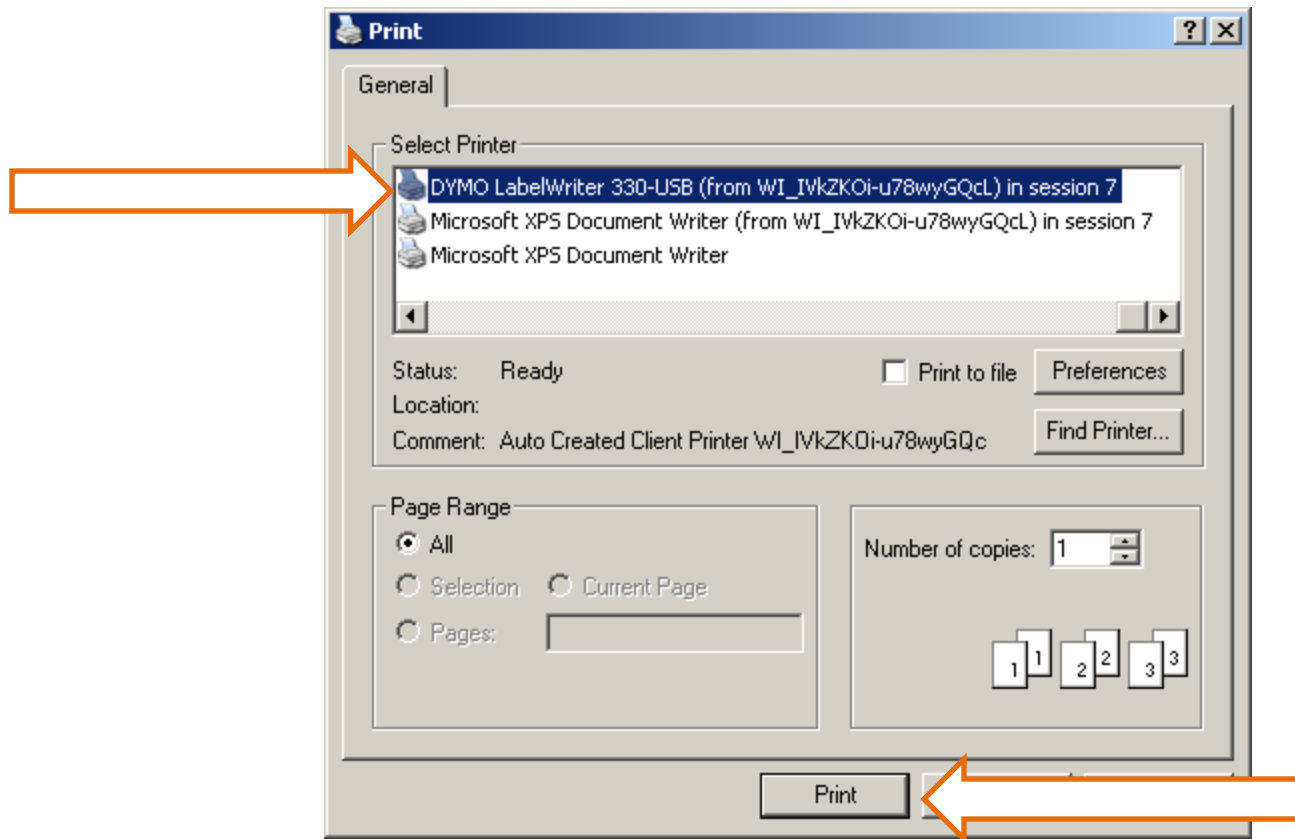 Print
General
Select Printer
DYMO LabelWriter 330-USB (from WI_IVkZKOi-u78wyGQcL) in session 7
Microsoft XPS Document Writer (from WI_IVkZKOi-u78wyGQcL) in session 7
Microsoft XPS Document Writer
Status: Ready
Print to file
Preferences
Location:
Comment: Auto Created Client Printer WI_IVkZKOi-u78wyGQc
Find Printer...
Page Range
All
Selection Current Page
Pages:
Number of copies: 1
1 1 2 2 3 3
Print